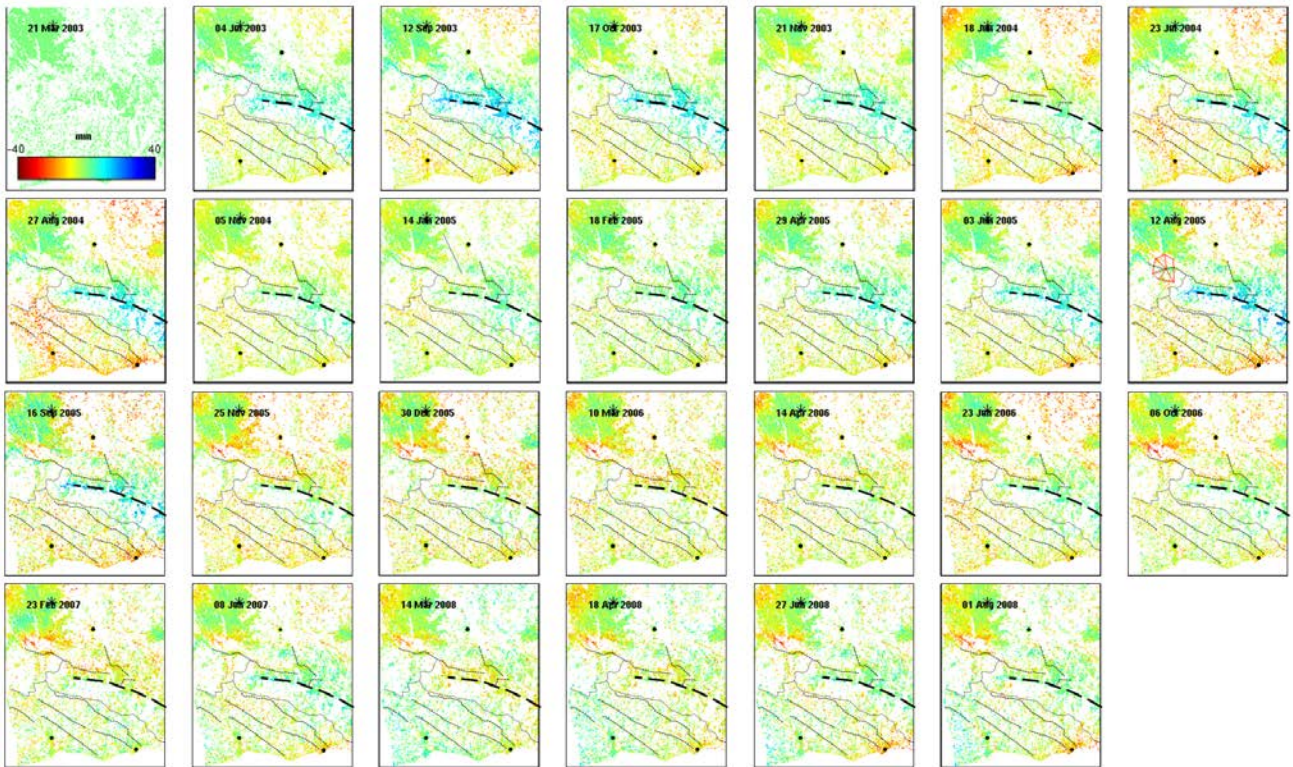 21 Mar 2003
04 Jul 2003
12 Sep 2003
17 Oct 2003
21 Nov 2003
18 Jun 2004
23 Jul 2004
mm
-40
40
27 Aug 2004
05 Nov 2004
14 Jan 2005
18 Feb 2005
29 Apr 2005
03 Jun 2005
12 Aug 2005
16 Sep 2005
25 Nov 2005
30 Dec 2005
10 Mar 2006
14 Apr 2006
23 Jun 2006
06 Oct 2006
23 Feb 2007
08 Jun 2007
14 Mar 2008
18 Apr 2008
27 Jun 2008
01 Aug 2008